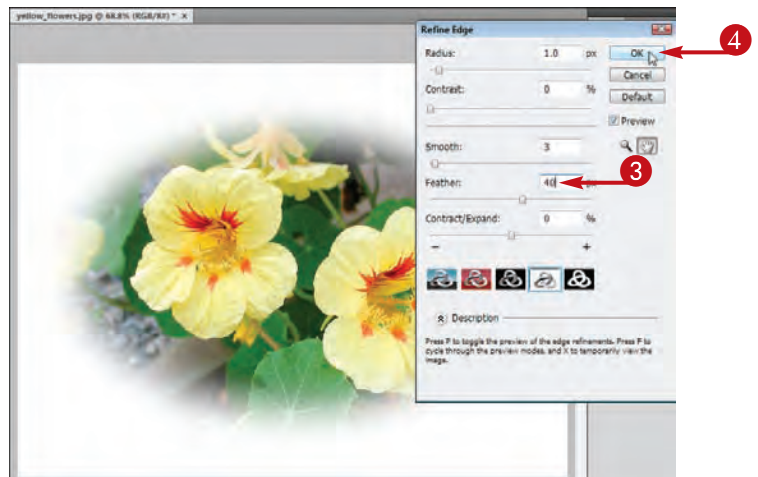 yellow_flowers.jpg @ 68.8% (RGB/8#) * ×
Refine Edge
Radius: 1.0 px
OK
4
Cancel
Contrast: 0 %
Default
Preview
Smooth: 3
3
Feather: 40 px
Contract/Expand: 0 %
− +
Description
Press P to toggle the preview of the edge refinements. Press F to
cycle through the preview modes, and X to temporarily view the
image.